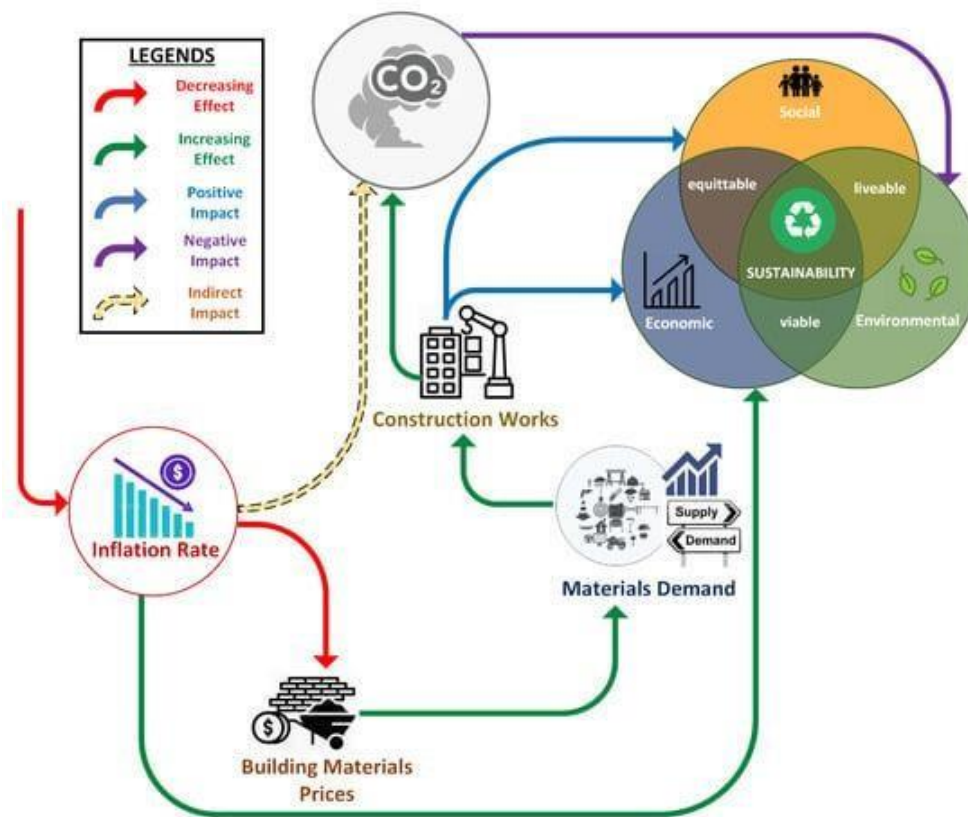 LEGENDS
Decreasing
Effect
Increasing
Effect
Positive
Impact
Negative
Impact
Indirect
Impact
CO2
Social
equittable
liveable
SUSTAINABILITY
Economic
viable
Environmental
Construction Works
$
Inflation Rate
Supply
Demand
Materials Demand
$
Building Materials
Prices